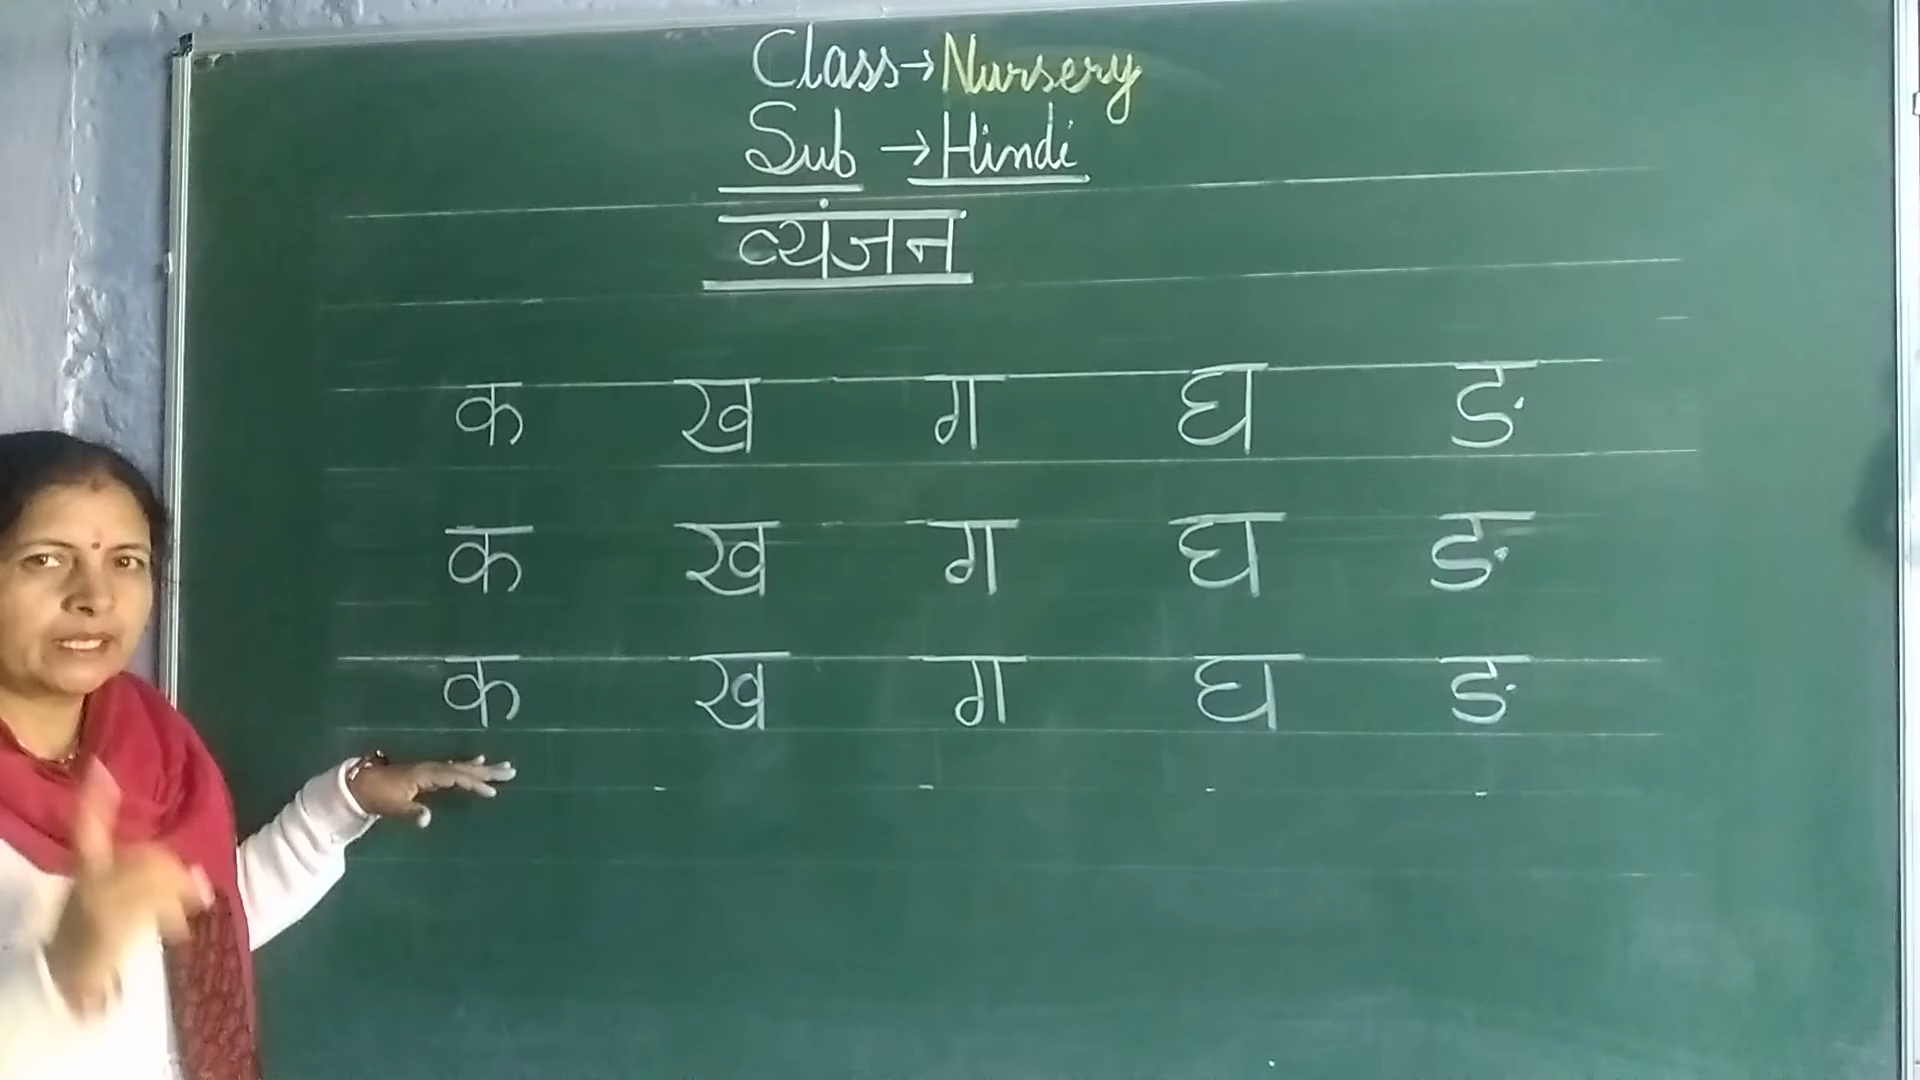 Class→Nursery
Sub →Hindi
व्यंजन
क ख ग घ ङ
क ख ग घ ङ
क ख ग घ ङ